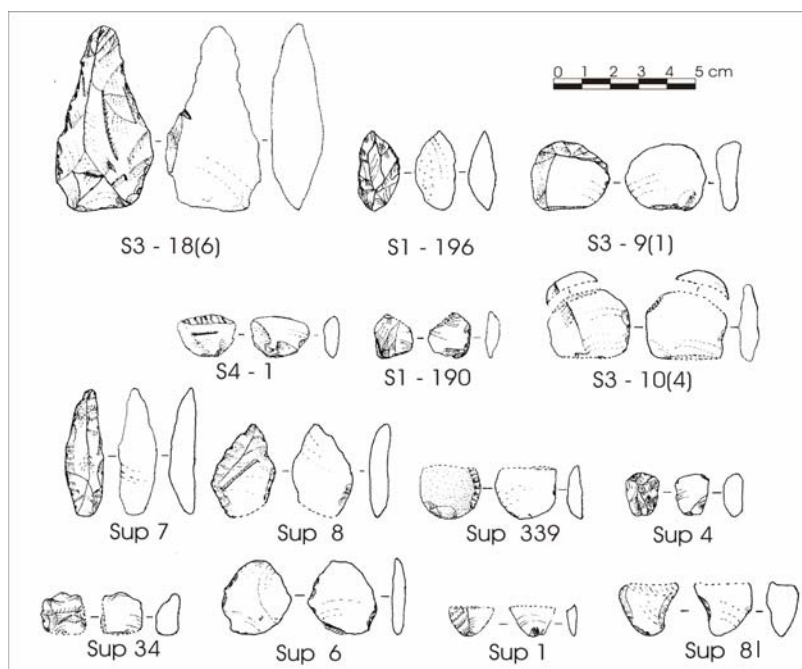 0 1 2 3 4 5 cm
S3 - 18(6)
S1 - 196
S3 - 9(1)
S4 - 1
S1 - 190
S3 - 10(4)
Sup 7
Sup 8
Sup 339
Sup 4
Sup 34
Sup 6
Sup 1
Sup 81